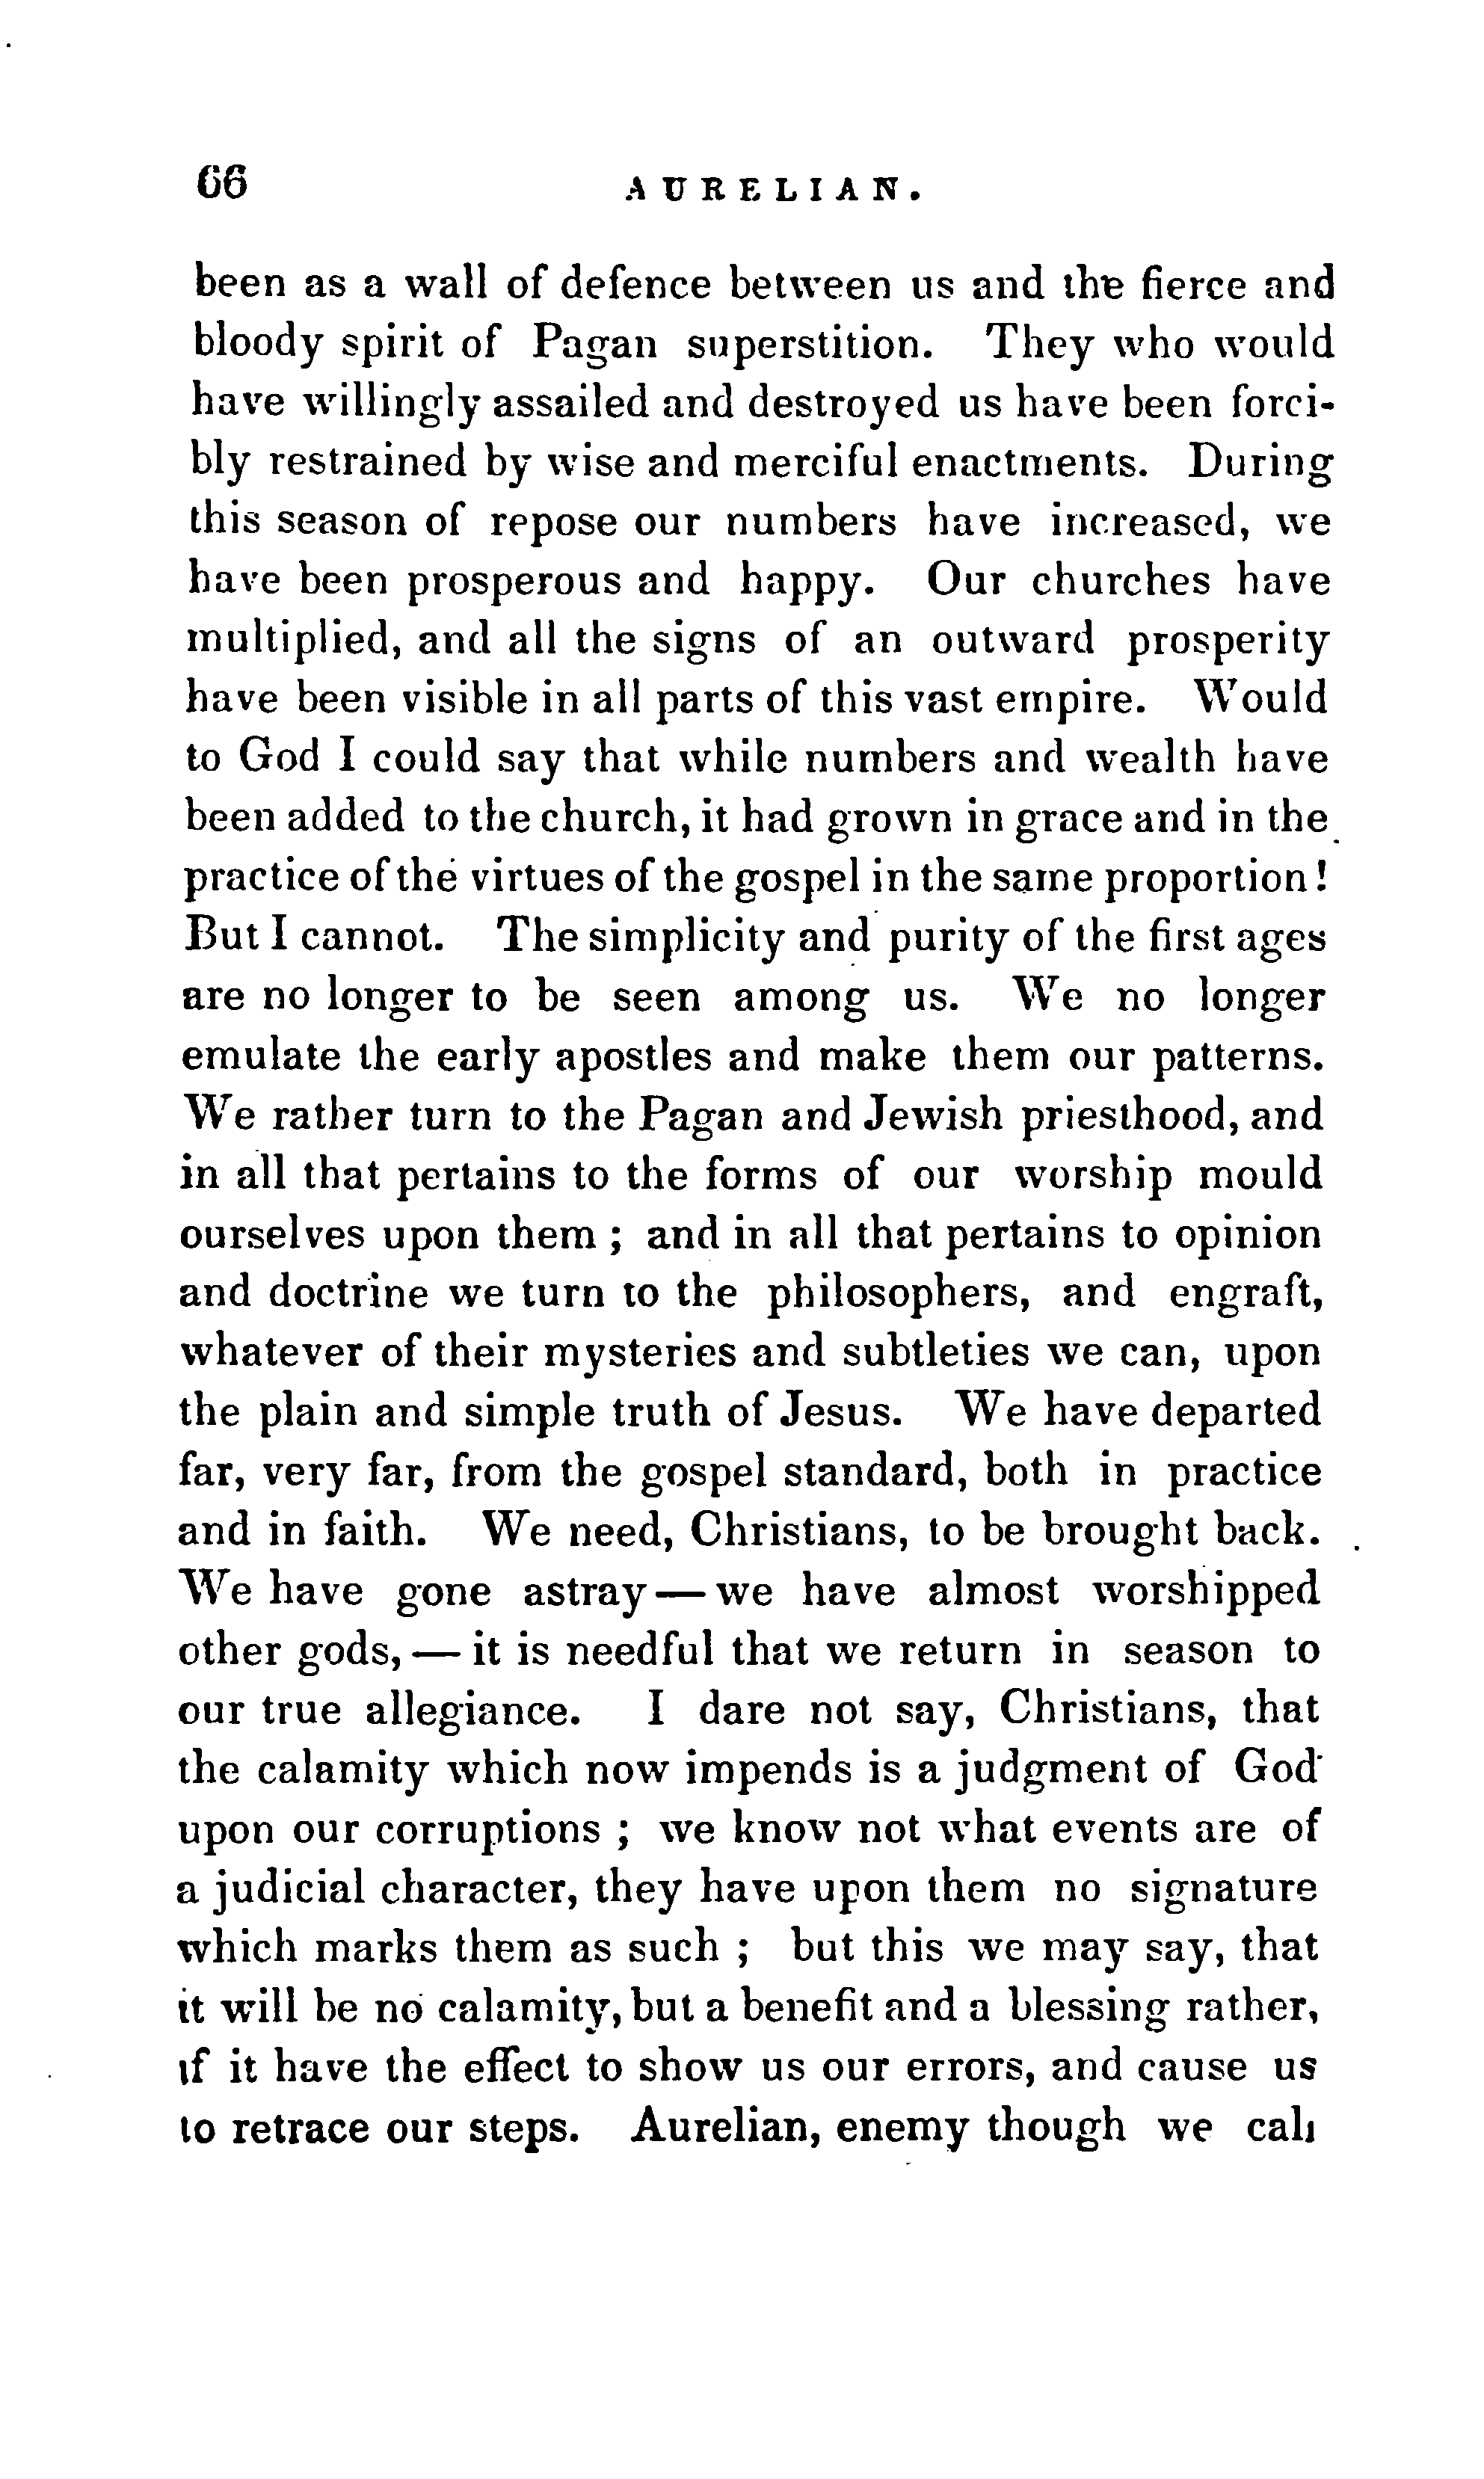 66 AURELIAN.
been as a wall of defence between us and the fierce and
bloody spirit of Pagan superstition. They who would
have willingly assailed and destroyed us have been forci-
bly restrained by wise and merciful enactments. During
this season of repose our numbers have increased, we
have been prosperous and happy. Our churches have
multiplied, and all the signs of an outward prosperity
have been visible in all parts of this vast empire. Would
to God I could say that while numbers and wealth have
been added to the church, it had grown in grace and in the
practice of the virtues of the gospel in the same proportion!
But I cannot. The simplicity and purity of the first ages
are no longer to be seen among us. We no longer
emulate the early apostles and make them our patterns.
We rather turn to the Pagan and Jewish priesthood, and
in all that pertains to the forms of our worship mould
ourselves upon them ; and in all that pertains to opinion
and doctrine we turn to the philosophers, and engraft,
whatever of their mysteries and subtleties we can, upon
the plain and simple truth of Jesus. We have departed
far, very far, from the gospel standard, both in practice
and in faith. We need, Christians, to be brought back.
We have gone astray — we have almost worshipped
other gods, — it is needful that we return in season to
our true allegiance. I dare not say, Christians, that
the calamity which now impends is a judgment of God
upon our corruptions ; we know not what events are of
a judicial character, they have upon them no signature
which marks them as such ; but this we may say, that
it will be no calamity, but a benefit and a blessing rather,
if it have the effect to show us our errors, and cause us
to retrace our steps. Aurelian, enemy though we call